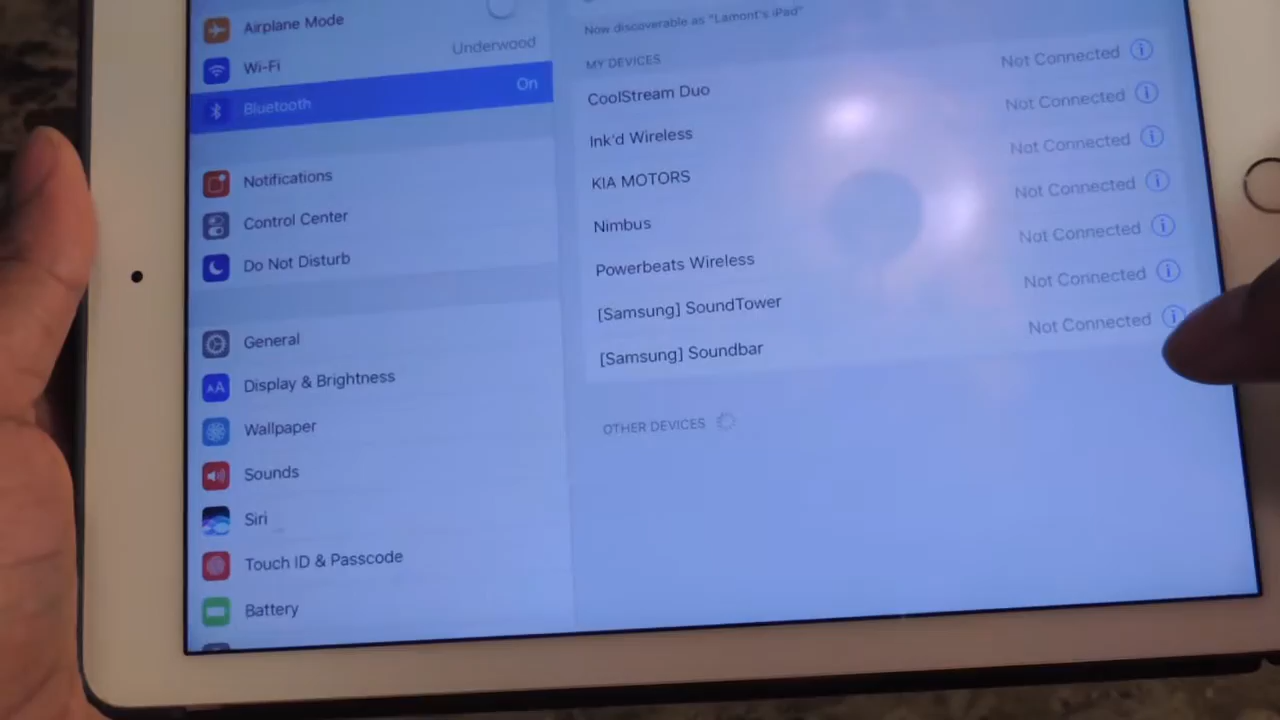 Airplane Mode
Wi-Fi Underwood
Bluetooth On
Notifications
Control Center
Do Not Disturb
General
Display & Brightness
AA
Wallpaper
Sounds
Siri
Touch ID & Passcode
Battery
Now discoverable as "Lamont's iPad"
MY DEVICES
CoolStream Duo Not Connected i
Ink'd Wireless Not Connected i
KIA MOTORS Not Connected i
Nimbus Not Connected i
Powerbeats Wireless Not Connected i
[Samsung] SoundTower Not Connected i
[Samsung] Soundbar Not Connected i
OTHER DEVICES